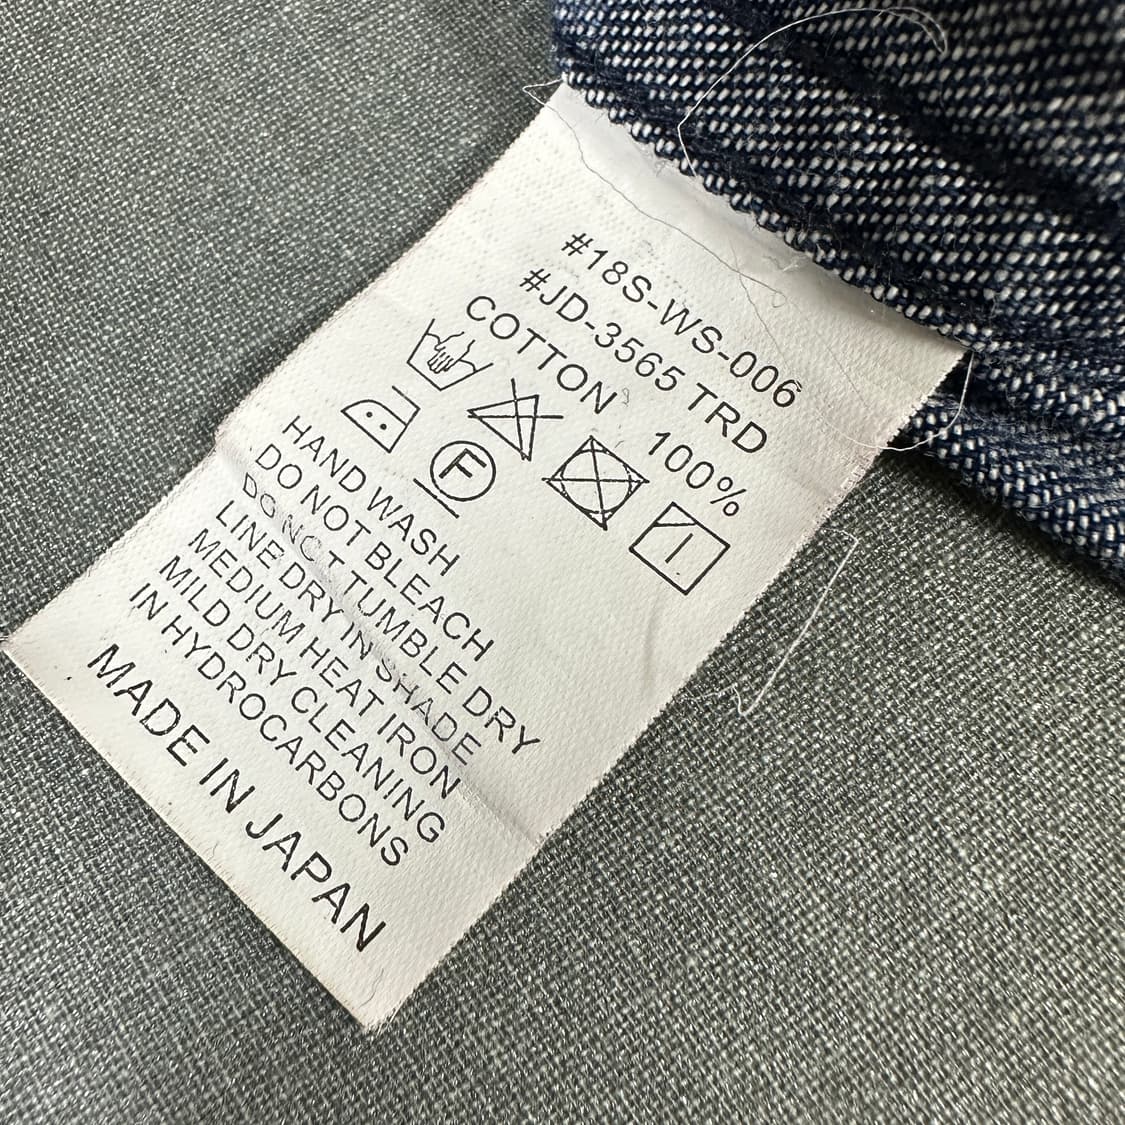 #18S-WS-006
#JD-3565 TRD
COTTON 100%
F
HAND WASH
DO NOT BLEACH
DO NOT TUMBLE DRY
LINE DRY IN SHADE
MEDIUM HEAT IRON
MILD DRY CLEANING
IN HYDROCARBONS
MADE IN JAPAN